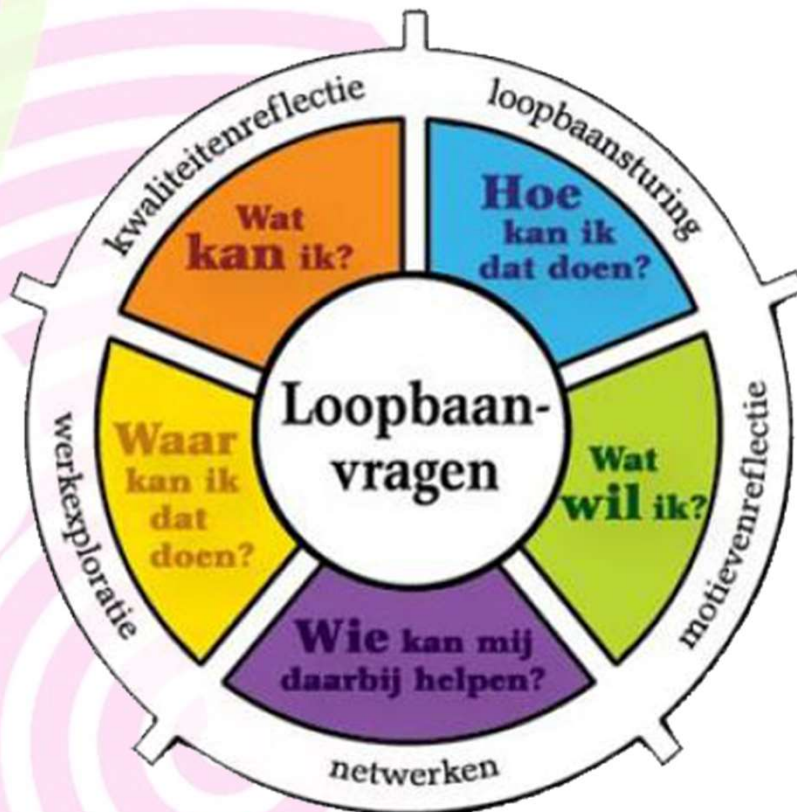 kwaliteitenreflectie
loopbaansturing
Wat
kan ik?
Hoe
kan ik
dat doen?
Loopbaan-
vragen
Waar
kan ik
dat
doen?
Wat
wil ik?
werkexploratie
motievenreflectie
Wie kan mij
daarbij helpen?
netwerken